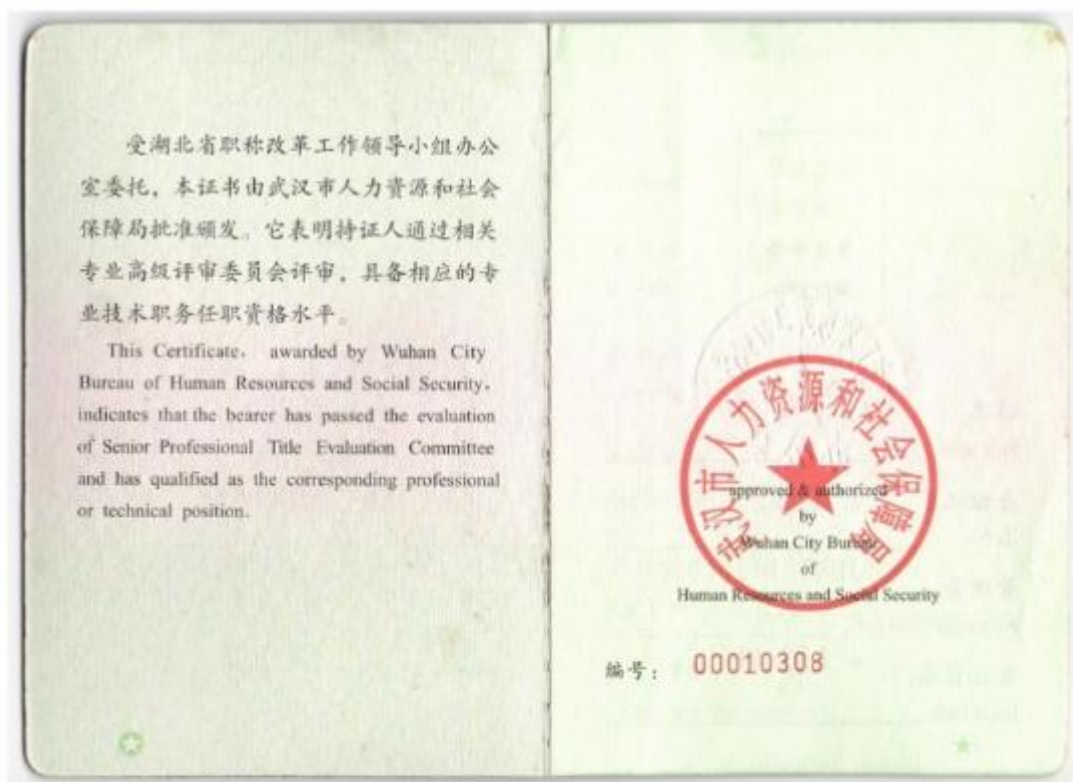 受湖北省职称改革工作领导小组办公
室委托，本证书由武汉市人力资源和社会
保障局批准颁发。它表明持证人通过相关
专业高级评审委员会评审，具备相应的专
业技术职务任职资格水平。
This Certificate, awarded by Wuhan City
Bureau of Human Resources and Social Security,
indicates that the bearer has passed the evaluation
of Senior Professional Title Evaluation Committee
and has qualified as the corresponding professional
or technical position.
武汉市人力资源和社会保障局
approved & authorized
by
Wuhan City Bureau
of
Human Resources and Social Security
编号： 00010308